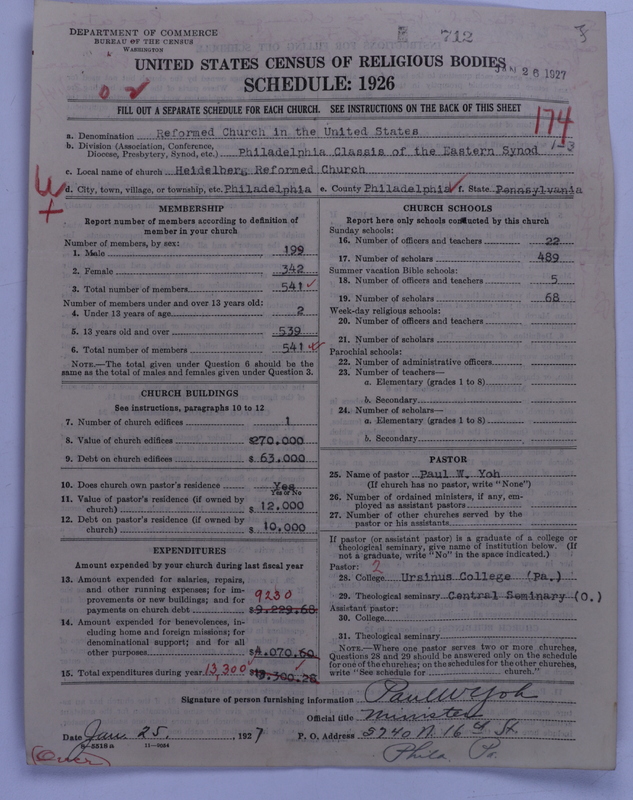 DEPARTMENT OF COMMERCE
BUREAU OF THE CENSUS
WASHINGTON
712
UNITED STATES CENSUS OF RELIGIOUS BODIES
JAN 26 1927
SCHEDULE: 1926
FILL OUT A SEPARATE SCHEDULE FOR EACH CHURCH. SEE INSTRUCTIONS ON THE BACK OF THIS SHEET
174
a. Denomination Reformed Church in the United States
b. Division (Association, Conference, Diocese, Presbytery, Synod, etc.) Philadelphia Classis of the Eastern Synod 1-3
c. Local name of church Heidelberg Reformed Church
d. City, town, village, or township, etc. Philadelphia e. County Philadelphia f. State Pennsylvania
MEMBERSHIP
Report number of members according to definition of member in your church
Number of members, by sex:
1. Male 199
2. Female 342
3. Total number of members 541
Number of members under and over 13 years old:
4. Under 13 years of age 2
5. 13 years old and over 539
6. Total number of members 541
NOTE.—The total given under Question 6 should be the same as the total of males and females given under Question 3.
CHURCH BUILDINGS
See instructions, paragraphs 10 to 12
7. Number of church edifices 1
8. Value of church edifices $270,000
9. Debt on church edifices $ 63,000
10. Does church own pastor's residence Yes
Yes or No
11. Value of pastor's residence (if owned by church) $ 12,000
12. Debt on pastor's residence (if owned by church) $ 10,000
EXPENDITURES
Amount expended by your church during last fiscal year
13. Amount expended for salaries, repairs, and other running expenses; for improvements or new buildings; and for payments on church debt $9,229.68 9230
14. Amount expended for benevolences, including home and foreign missions; for denominational support; and for all other purposes $4,070.60
15. Total expenditures during year 13,300 $13,300.28
CHURCH SCHOOLS
Report here only schools conducted by this church
Sunday schools:
16. Number of officers and teachers 22
17. Number of scholars 489
Summer vacation Bible schools:
18. Number of officers and teachers 5
19. Number of scholars 68
Week-day religious schools:
20. Number of officers and teachers
21. Number of scholars
Parochial schools:
22. Number of administrative officers
23. Number of teachers—
a. Elementary (grades 1 to 8)
b. Secondary
24. Number of scholars—
a. Elementary (grades 1 to 8)
b. Secondary
PASTOR
25. Name of pastor Paul W. Yoh
(If church has no pastor, write "None")
26. Number of ordained ministers, if any, employed as assistant pastors
27. Number of other churches served by the pastor or his assistants
If pastor (or assistant pastor) is a graduate of a college or theological seminary, give name of institution below. (If not a graduate, write "No" in the space indicated.)
Pastor: 2
28. College Ursinus College (Pa.)
29. Theological seminary Central Seminary (O.)
Assistant pastor:
30. College
31. Theological seminary
NOTE.—Where one pastor serves two or more churches, Questions 28 and 29 should be answered only on the schedule for one of the churches; on the schedules for the other churches, write "See schedule for church."
Signature of person furnishing information Paul W Yoh
Official title Minister
Date Jan. 25, 1927 P. O. Address 5740 N. 16th St.
Phila. Pa.
8-5518a 11-9034
(Over)